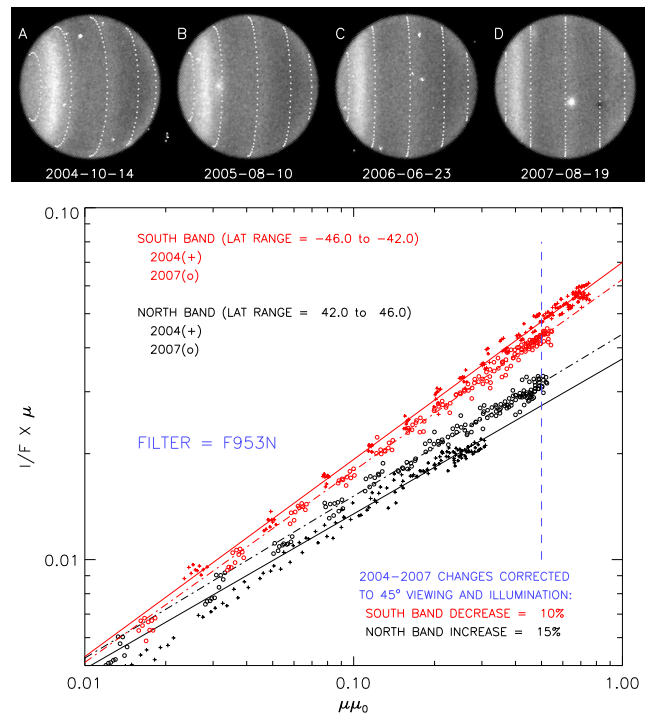 A
B
C
D
2004-10-14
2005-08-10
2006-06-23
2007-08-19
0.10
SOUTH BAND (LAT RANGE = -46.0 to -42.0)
2004(+)
2007(o)
NORTH BAND (LAT RANGE = 42.0 to 46.0)
2004(+)
2007(o)
I/F X μ
FILTER = F953N
0.01
2004-2007 CHANGES CORRECTED
TO 45° VIEWING AND ILLUMINATION:
SOUTH BAND DECREASE = 10%
NORTH BAND INCREASE = 15%
0.01
0.10
1.00
μμ₀